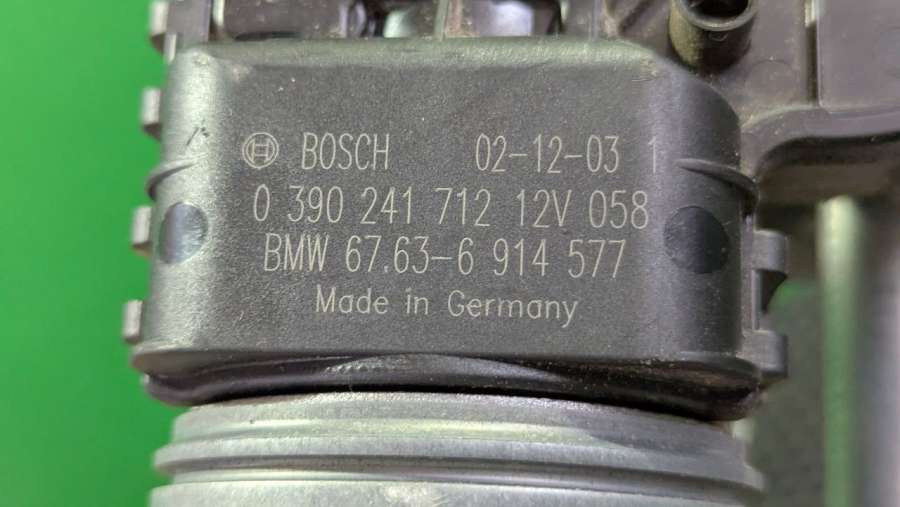 BOSCH 02-12-03 1
0 390 241 712 12V 058
BMW 67.63-6 914 577
Made in Germany